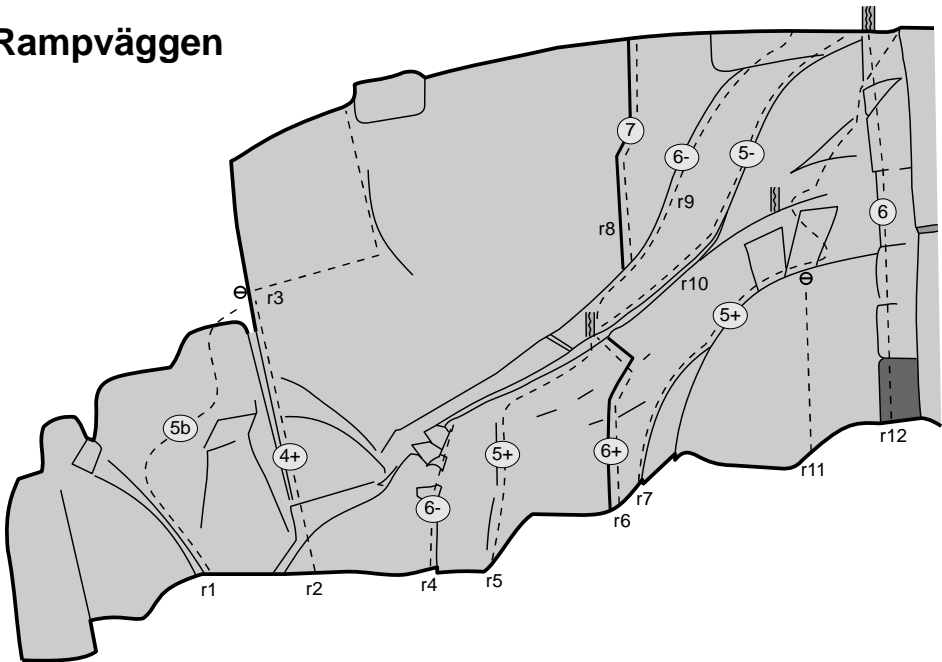 Rampväggen
7
6-
5-
r9
6
r8
r10
r3
5+
5b
4+
5+
6+
6-
r12
r11
r7
r6
r1
r2
r4
r5